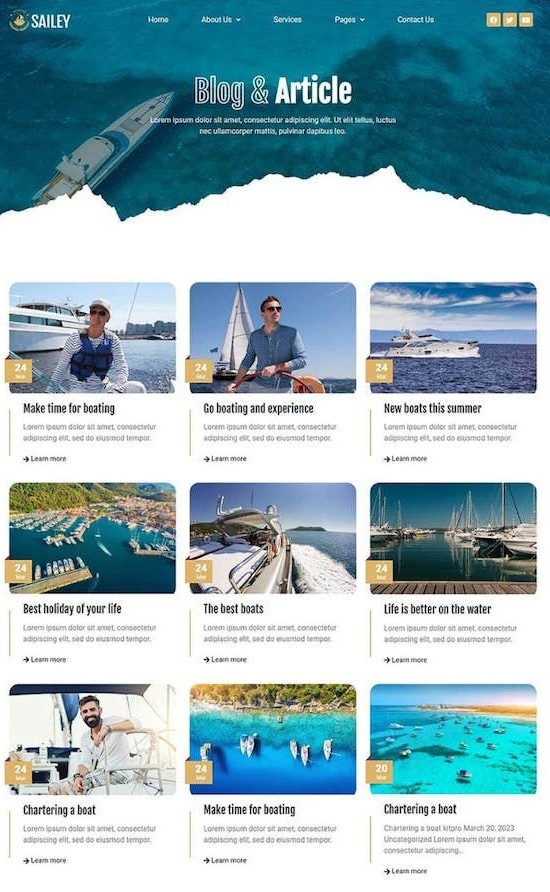 SAILEY
Home
About Us
Services
Pages
Contact Us
Blog & Article
Lorem ipsum dolor sit amet, consectetur adipiscing elit. Ut elit tellus, luctus
nec ullamcorper mattis, pulvinar dapibus leo.
24
Mar
24
Mar
24
Mar
Make time for boating
Go boating and experience
New boats this summer
Lorem ipsum dolor sit amet, consectetur
adipiscing elit, sed do eiusmod tempor.
Lorem ipsum dolor sit amet, consectetur
adipiscing elit, sed do eiusmod tempor.
Lorem ipsum dolor sit amet, consectetur
adipiscing elit, sed do eiusmod tempor.
Learn more
Learn more
Learn more
24
Mar
24
Mar
24
Mar
Best holiday of your life
The best boats
Life is better on the water
Lorem ipsum dolor sit amet, consectetur
adipiscing elit, sed do eiusmod tempor.
Lorem ipsum dolor sit amet, consectetur
adipiscing elit, sed do eiusmod tempor.
Lorem ipsum dolor sit amet, consectetur
adipiscing elit, sed do eiusmod tempor.
Learn more
Learn more
Learn more
24
Mar
24
Mar
20
Mar
Chartering a boat
Make time for boating
Chartering a boat
Lorem ipsum dolor sit amet, consectetur
adipiscing elit, sed do eiusmod tempor.
Lorem ipsum dolor sit amet, consectetur
adipiscing elit, sed do eiusmod tempor.
Chartering a boat kitpro March 20, 2023
Uncategorized Lorem ipsum dolor sit amet,
consectetur adipiscing...
Learn more
Learn more
Learn more